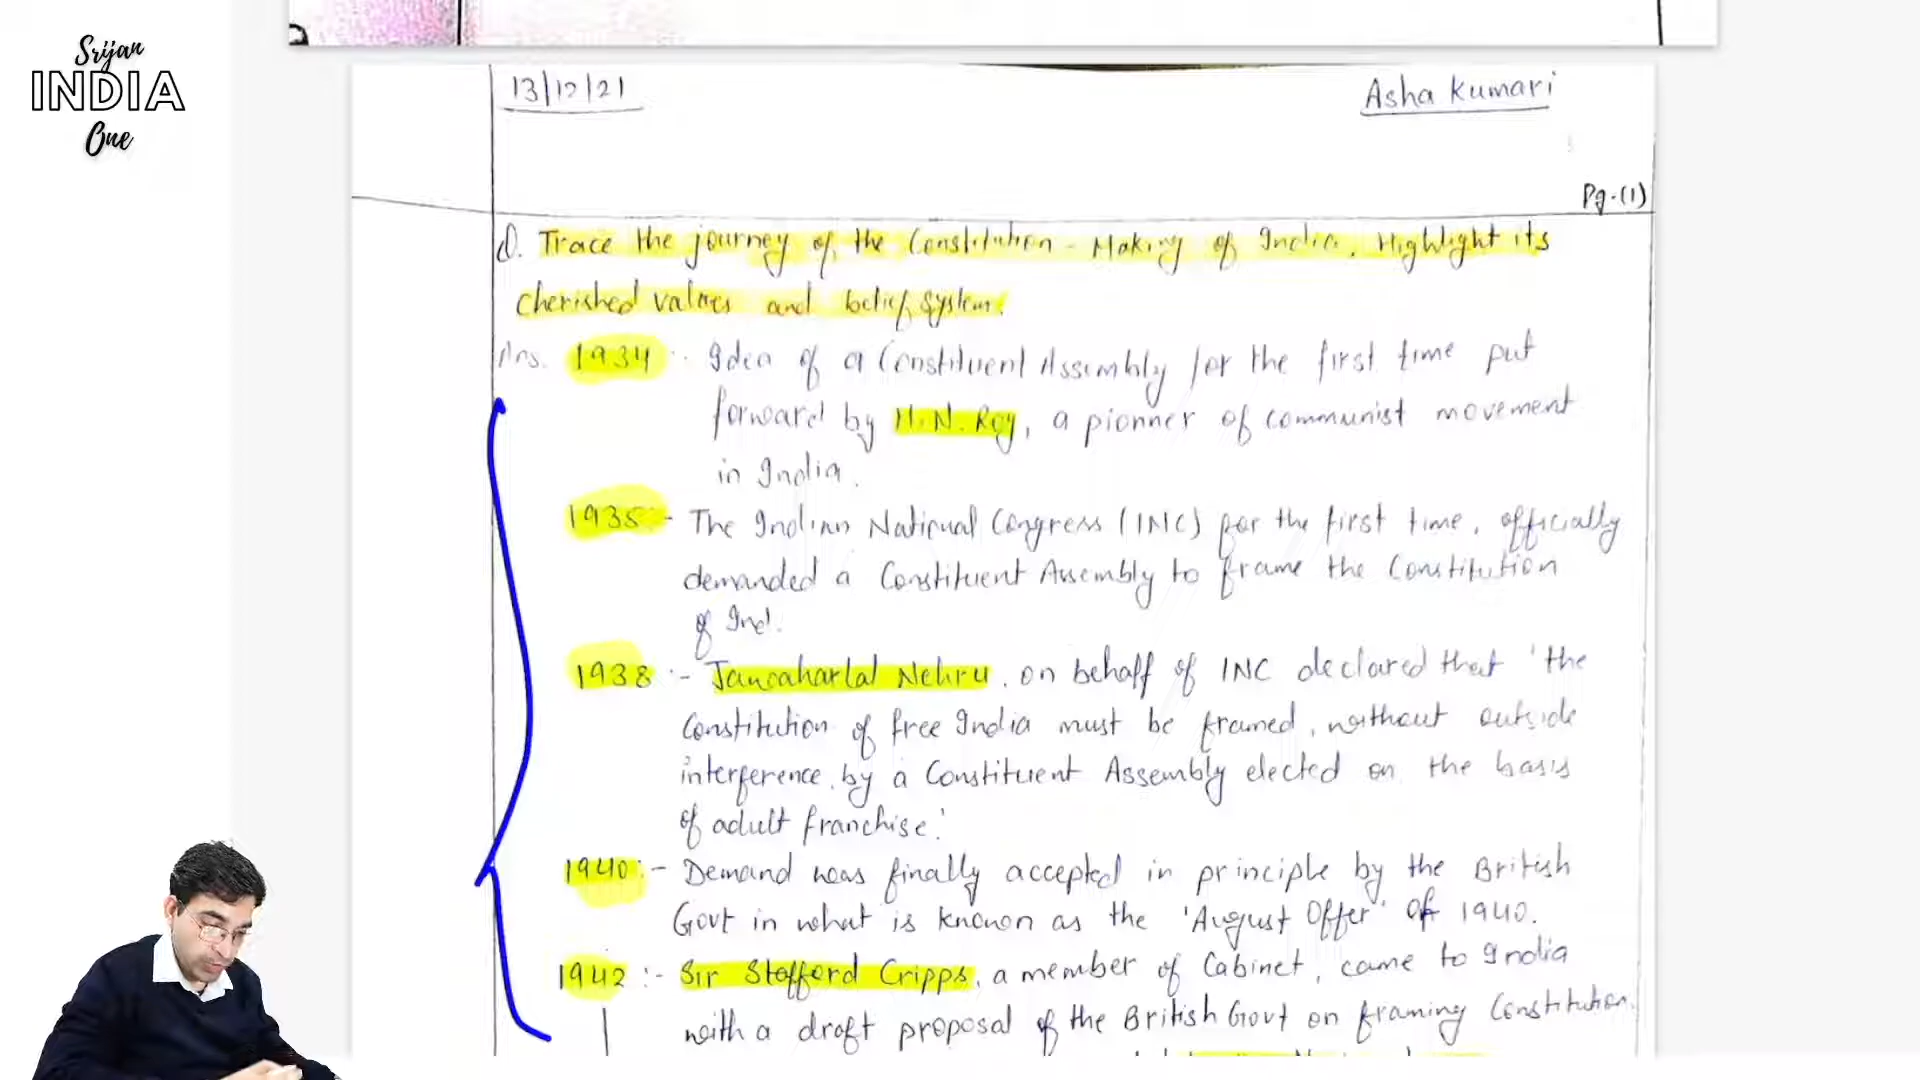 Srijan
INDIA
One
13/12/21
Asha Kumari
Pg.(1)
Q. Trace the journey of the Constitution - Making of India. Highlight its
cherished values and belief system.
Ans. 1934 :- Idea of a Constituent Assembly for the first time put
forward by M.N. Roy, a pionner of communist movement
in India.
1935 :- The Indian National Congress (INC) for the first time, officially
demanded a Constituent Assembly to frame the Constitution
of Ind.
1938 :- Jawaharlal Nehru, on behalf of INC declared that 'the
Constitution of free India must be framed, without outside
interference, by a Constituent Assembly elected on the basis
of adult franchise.'
1940 :- Demand was finally accepted in principle by the British
Govt in what is known as the 'August Offer' of 1940.
1942 :- Sir Stafford Cripps, a member of Cabinet, came to India
with a draft proposal of the British Govt on framing Constitution.